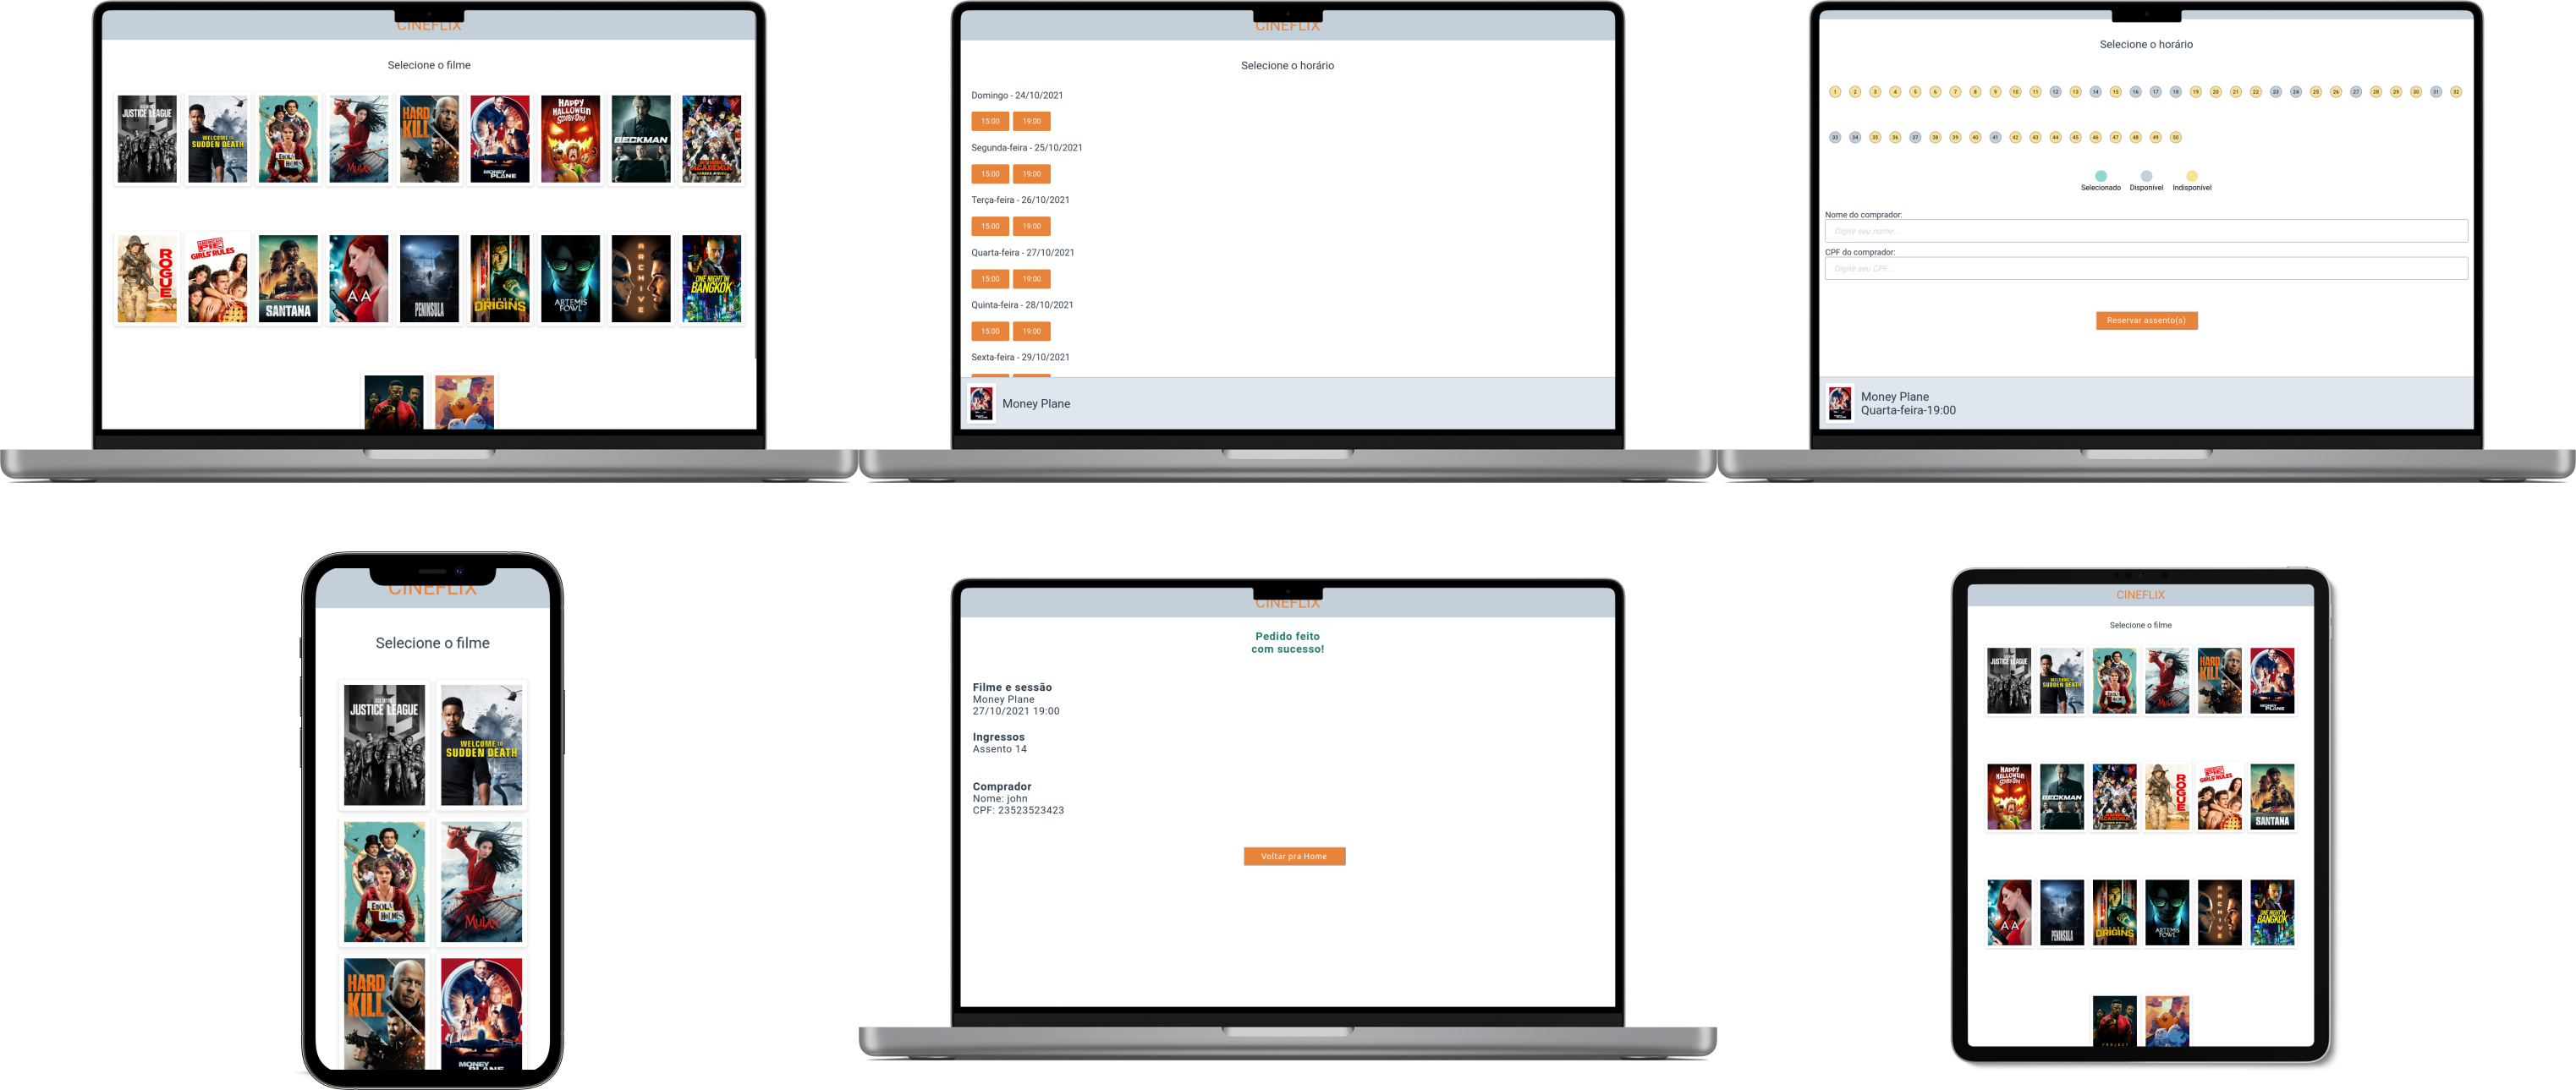 CINEFLIX
Selecione o filme
JUSTICE LEAGUE
WELCOME TO
SUDDEN DEATH
ENOLA
HOLMES
MULAN
HARD
KILL
MONEY
PLANE
HAPPY
HALLOWEEN
SCOOBY-DOO!
BECKMAN
ROGUE
GIRLS' RULES
SANTANA
AVA
PENINSULA
ORIGINS
ARTEMIS
FOWL
ARCHIVE
ONE NIGHT IN
BANGKOK
CINEFLIX
Selecione o horário
Domingo - 24/10/2021
15:00 19:00
Segunda-feira - 25/10/2021
15:00 19:00
Terça-feira - 26/10/2021
15:00 19:00
Quarta-feira - 27/10/2021
15:00 19:00
Quinta-feira - 28/10/2021
15:00 19:00
Sexta-feira - 29/10/2021
Money Plane
Selecione o horário
1 2 3 4 5 6 7 8 9 10 11 12 13 14 15 16 17 18 19 20 21 22 23 24 25 26 27 28 29 30 31 32
33 34 35 36 37 38 39 40 41 42 43 44 45 46 47 48 49 50
Selecionado Disponível Indisponível
Nome do comprador:
Digite seu nome...
CPF do comprador:
Digite seu CPF...
Reservar assento(s)
Money Plane
Quarta-feira-19:00
CINEFLIX
Selecione o filme
JUSTICE LEAGUE
WELCOME TO
SUDDEN DEATH
ENOLA
HOLMES
MULAN
HARD
KILL
MONEY
PLANE
CINEFLIX
Pedido feito
com sucesso!
Filme e sessão
Money Plane
27/10/2021 19:00
Ingressos
Assento 14
Comprador
Nome: john
CPF: 23523523423
Voltar pra Home
CINEFLIX
Selecione o filme
JUSTICE LEAGUE
WELCOME TO
SUDDEN DEATH
ENOLA
HOLMES
MULAN
HARD
KILL
MONEY
PLANE
HAPPY
HALLOWEEN
SCOOBY-DOO!
BECKMAN
ROGUE
GIRLS' RULES
SANTANA
AVA
PENINSULA
ORIGINS
ARTEMIS
FOWL
ARCHIVE
ONE NIGHT IN
BANGKOK
PROJECT